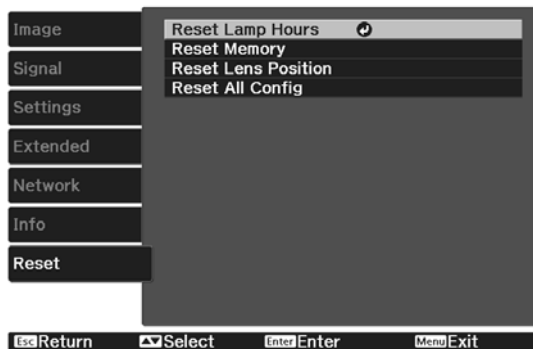 Image
Signal
Settings
Extended
Network
Info
Reset
Reset Lamp Hours
Reset Memory
Reset Lens Position
Reset All Config
Esc Return Select Enter Enter Menu Exit